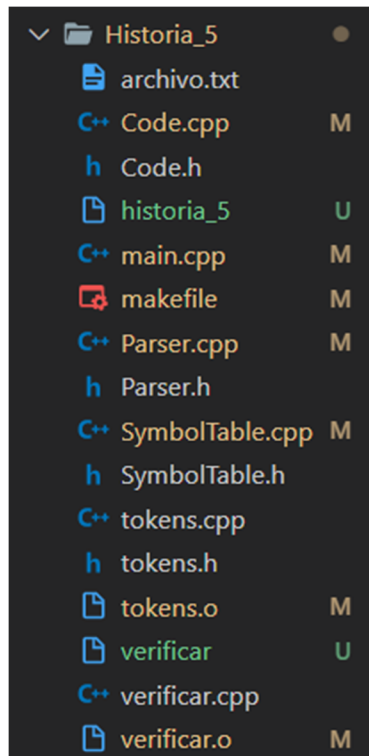 Historia_5
archivo.txt
C++ Code.cpp M
h Code.h
historia_5 U
C++ main.cpp M
makefile M
C++ Parser.cpp M
h Parser.h
C++ SymbolTable.cpp M
h SymbolTable.h
C++ tokens.cpp
h tokens.h
tokens.o M
verificar U
C++ verificar.cpp
verificar.o M